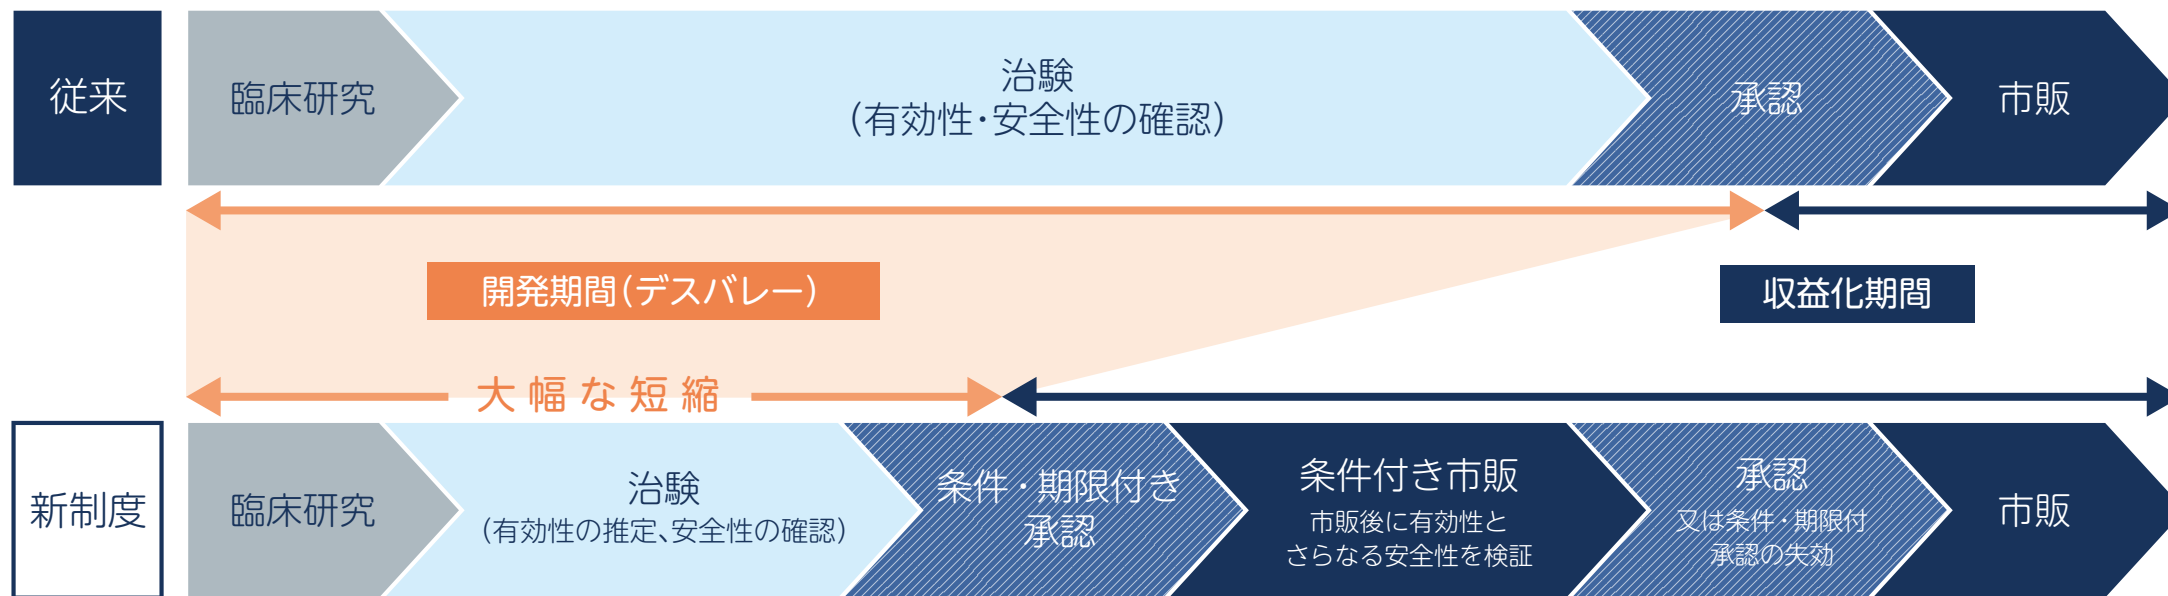 従来
臨床研究
治験
（有効性・安全性の確認）
承認
市販
開発期間（デスバレー）
収益化期間
大幅な短縮
新制度
臨床研究
治験
（有効性の推定、安全性の確認）
条件・期限付き
承認
条件付き市販
市販後に有効性と
さらなる安全性を検証
承認
又は条件・期限付
承認の失効
市販